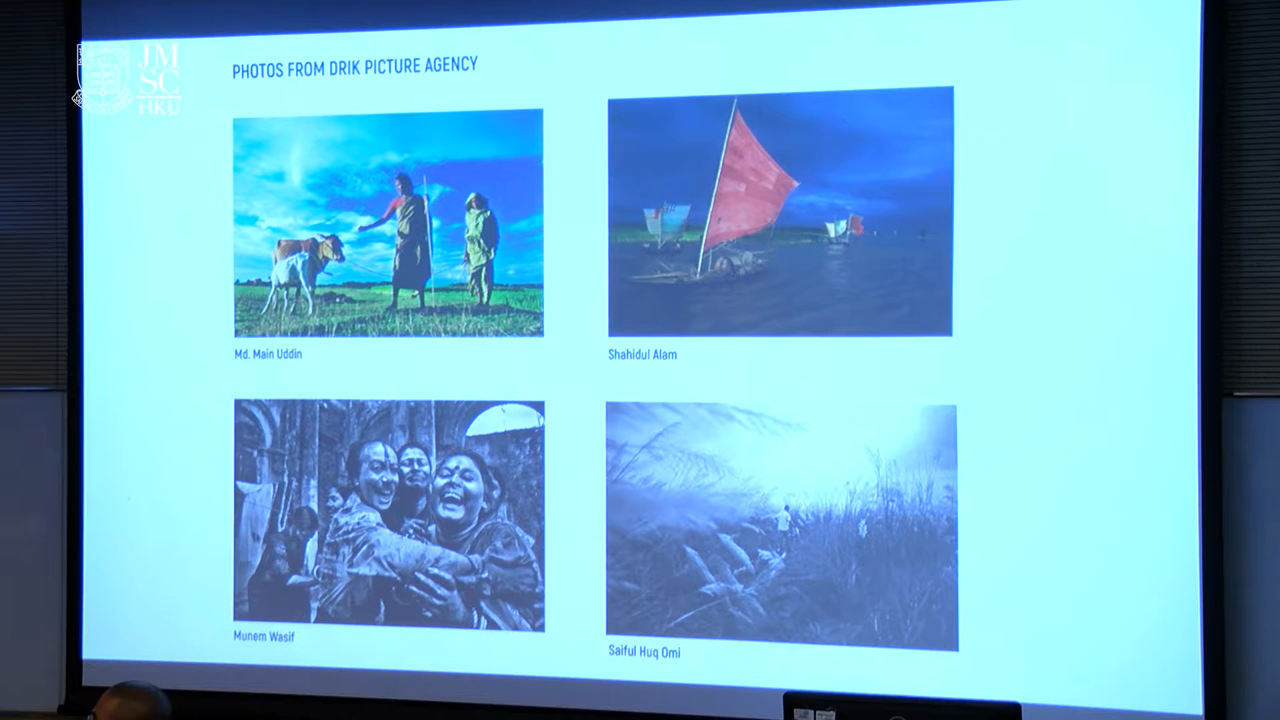 JM
SC
HKU
PHOTOS FROM DRIK PICTURE AGENCY
Md. Main Uddin
Shahidul Alam
Munem Wasif
Saiful Huq Omi